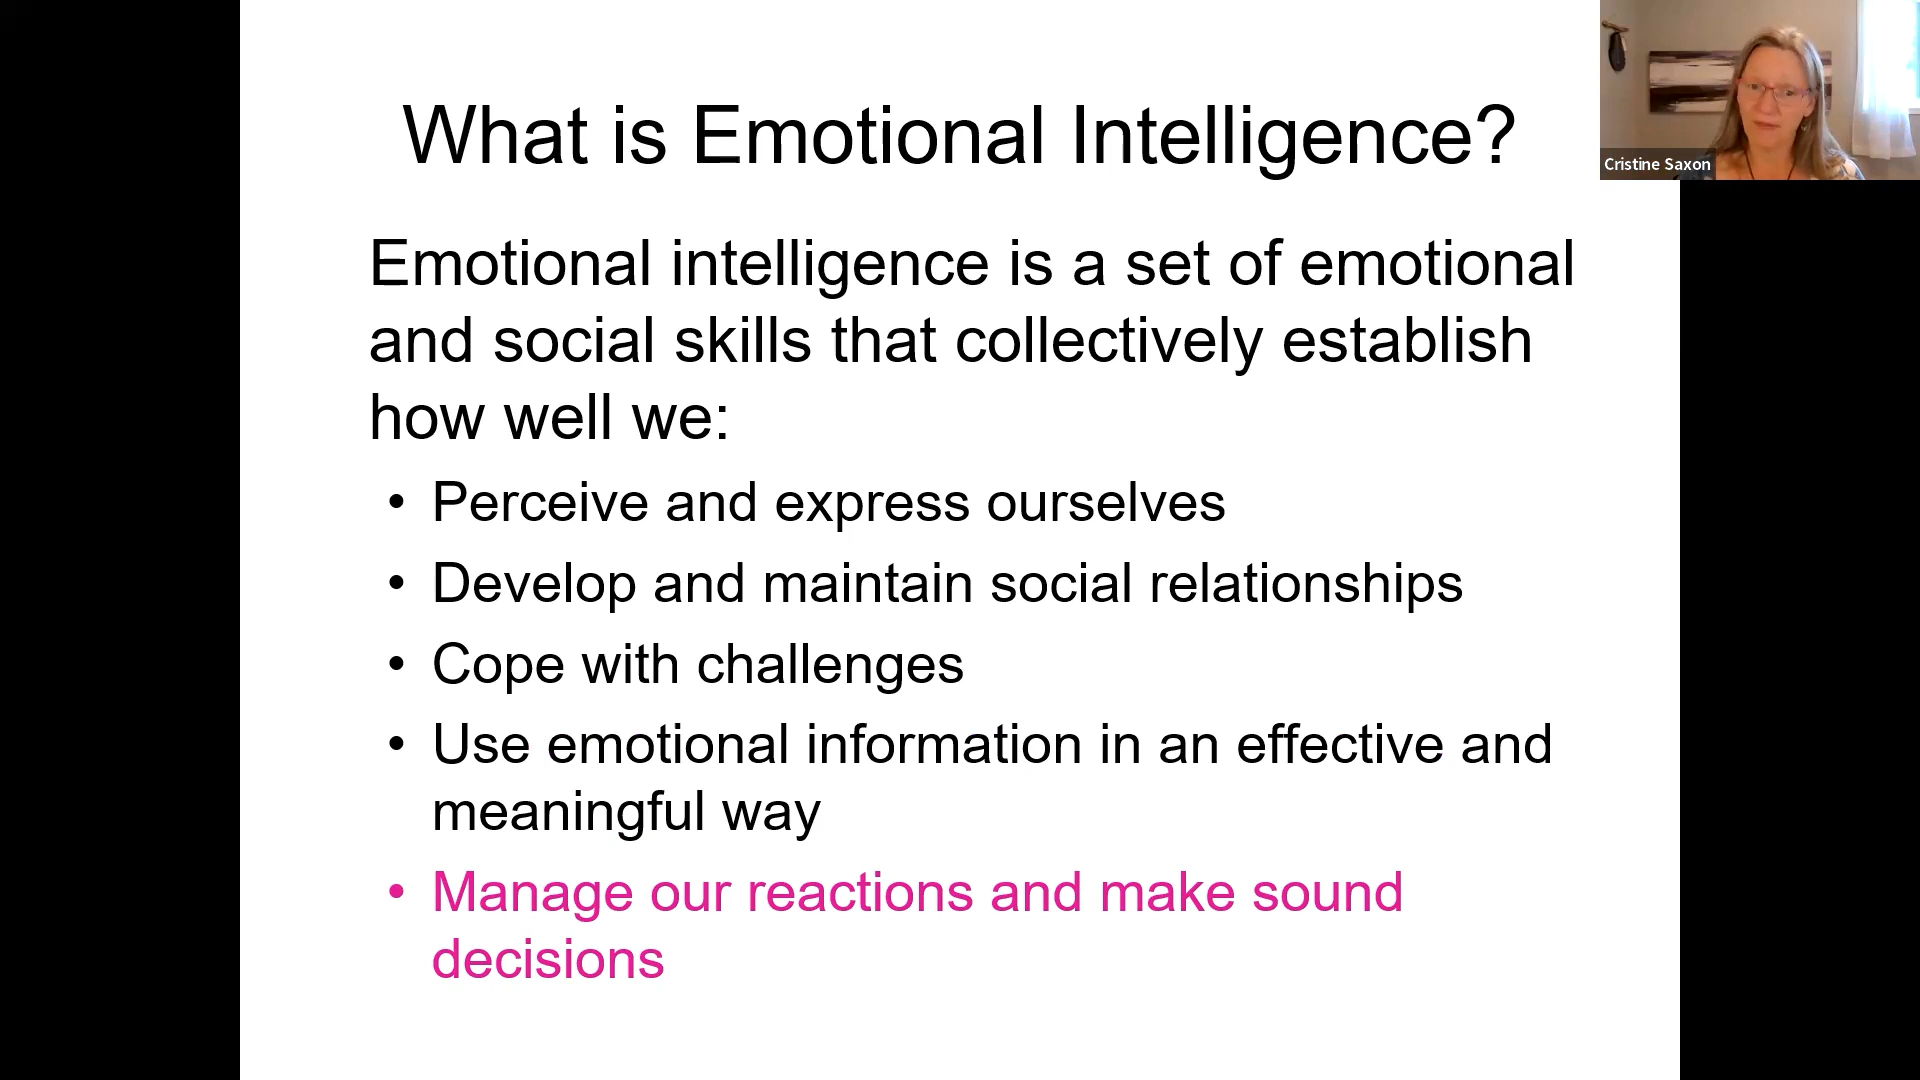 What is Emotional Intelligence?
Cristine Saxon
Emotional intelligence is a set of emotional
and social skills that collectively establish
how well we:
• Perceive and express ourselves
• Develop and maintain social relationships
• Cope with challenges
• Use emotional information in an effective and
meaningful way
• Manage our reactions and make sound
decisions